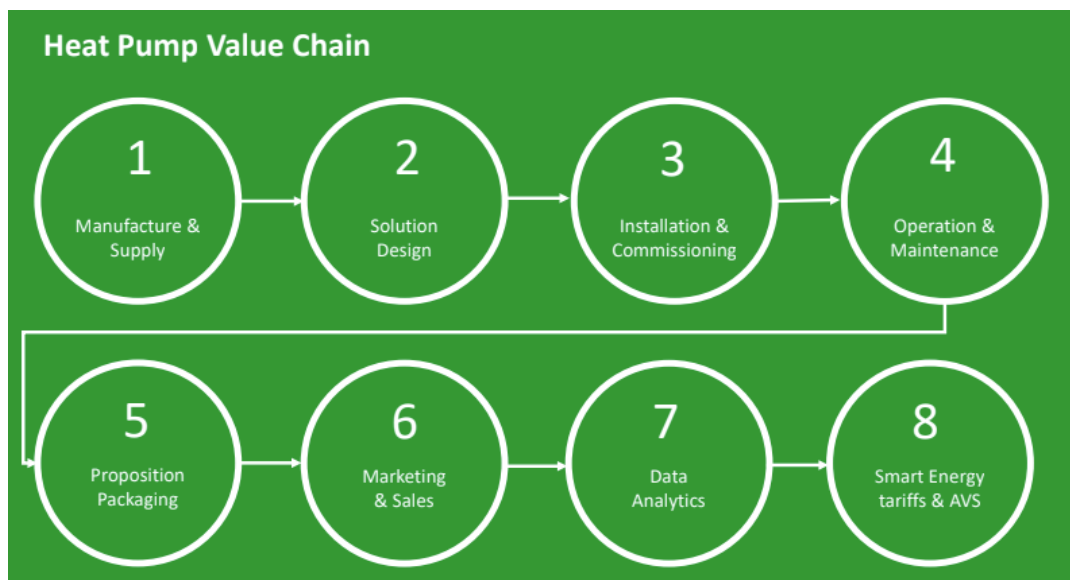 Heat Pump Value Chain
1
Manufacture &
Supply
2
Solution
Design
3
Installation &
Commissioning
4
Operation &
Maintenance
5
Proposition
Packaging
6
Marketing
& Sales
7
Data
Analytics
8
Smart Energy
tariffs & AVS